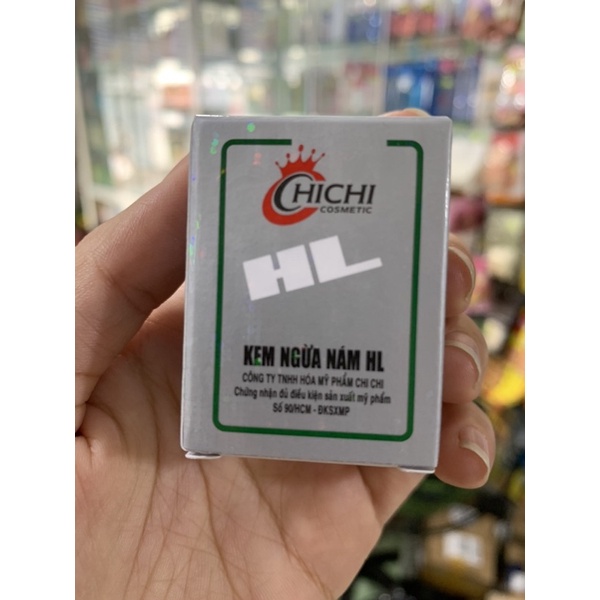 CHICHI
COSMETIC
HL
KEM NGỪA NÁM HL
CÔNG TY TNHH HÓA MỸ PHẨM CHI CHI
Chứng nhận đủ điều kiện sản xuất mỹ phẩm
Số 90/HCM - ĐKSXMP